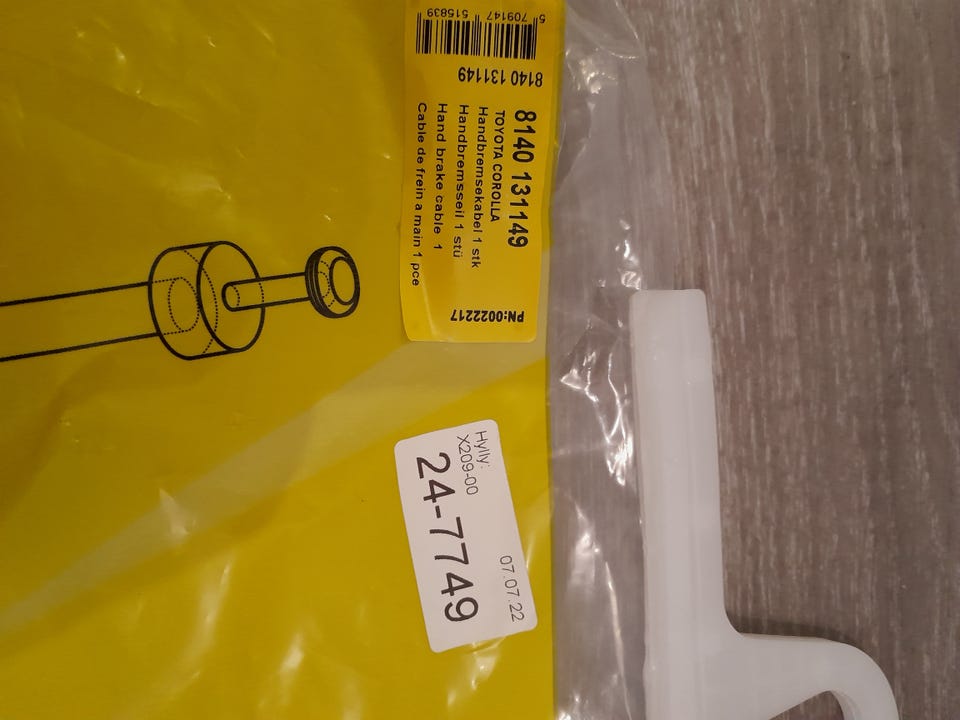 5 709147 515839
8140 131149
8140 131149
TOYOTA COROLLA
Handbremsekabel 1 stk
Handbremsseil 1 stü
Hand brake cable 1
Cable de frein a main 1 pce
PN:0022217
Hylly:
X209-00
07.07.22
24-7749